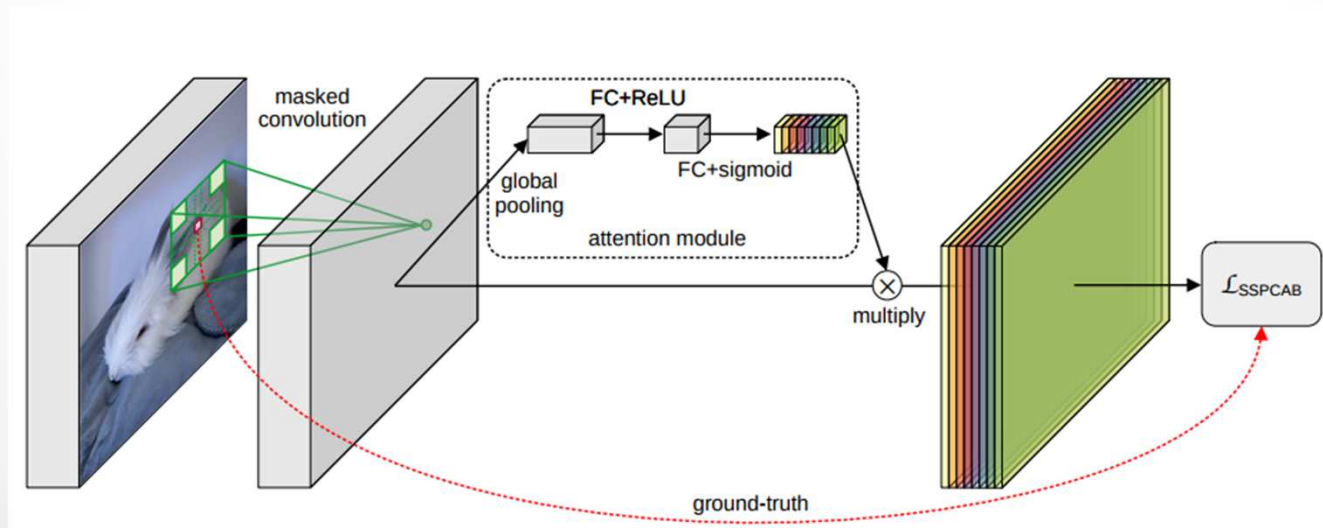 masked
convolution
FC+ReLU
global
pooling
FC+sigmoid
attention module
multiply
ℒSSPCAB
ground-truth